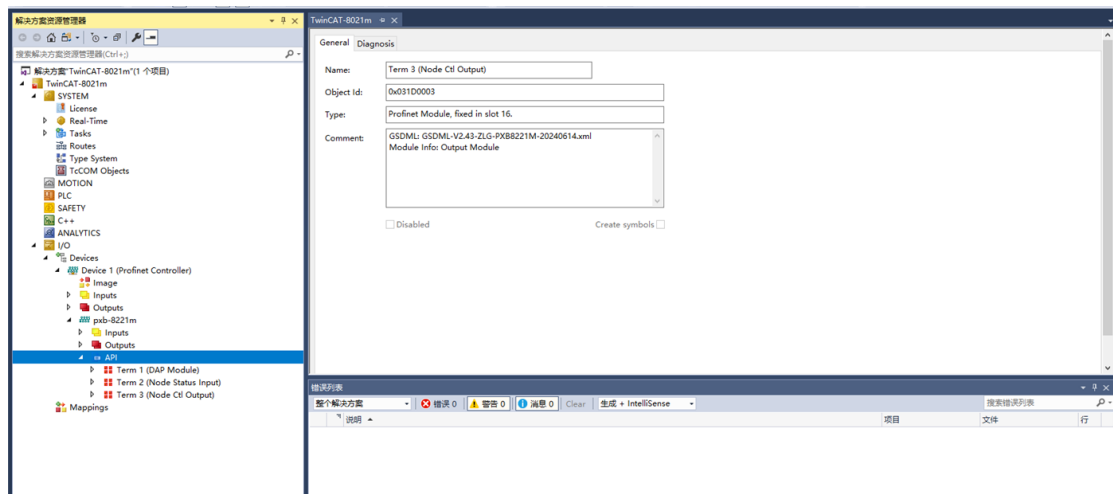 解决方案资源管理器
搜索解决方案资源管理器(Ctrl+;)
解决方案"TwinCAT-8021m"(1 个项目)
TwinCAT-8021m
SYSTEM
License
Real-Time
Tasks
Routes
Type System
TcCOM Objects
MOTION
PLC
SAFETY
C++
ANALYTICS
I/O
Devices
Device 1 (Profinet Controller)
Image
Inputs
Outputs
pxb-8221m
Inputs
Outputs
API
Term 1 (DAP Module)
Term 2 (Node Status Input)
Term 3 (Node Ctl Output)
Mappings
TwinCAT-8021m
General Diagnosis
Name: Term 3 (Node Ctl Output)
Object Id: 0x031D0003
Type: Profinet Module, fixed in slot 16.
Comment: GSDML: GSDML-V2.43-ZLG-PXB8221M-20240614.xml
Module Info: Output Module
Disabled Create symbols
错误列表
整个解决方案 错误 0 警告 0 消息 0 Clear 生成 + IntelliSense 搜索错误列表
说明 项目 文件 行